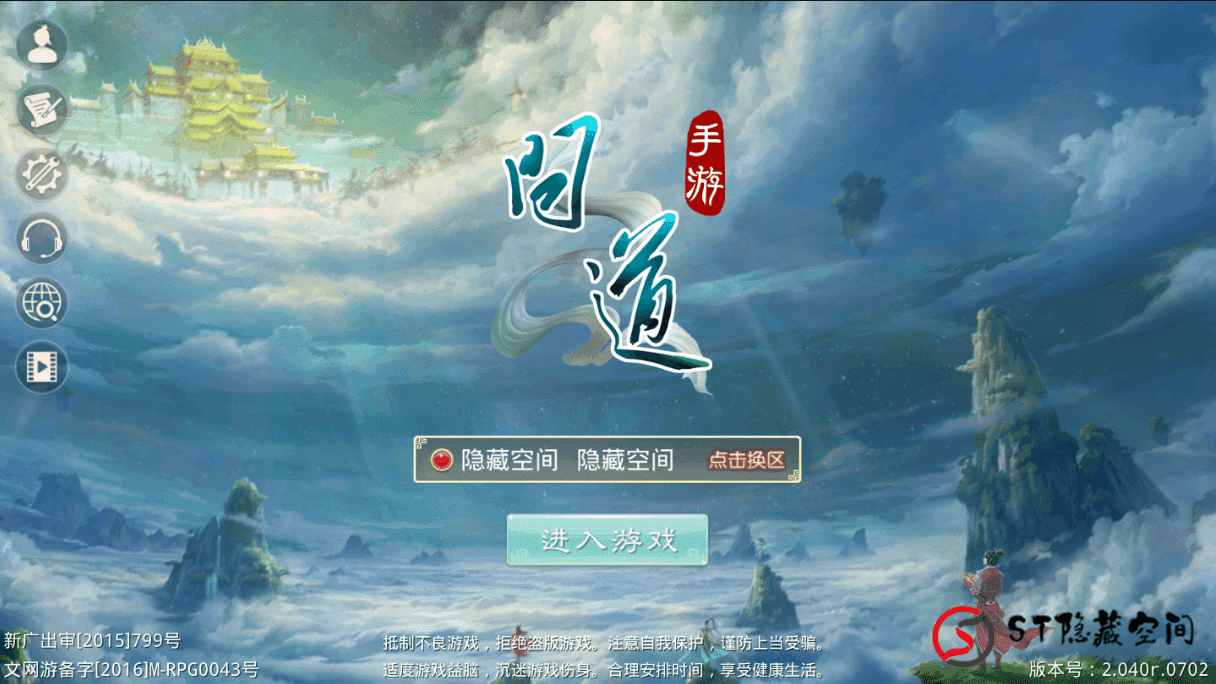 问道
手游
隐藏空间 隐藏空间 点击换区
进入游戏
新广出审[2015]799号
文网游备字[2016]M-RPG0043号
抵制不良游戏，拒绝盗版游戏。注意自我保护，谨防上当受骗。
适度游戏益脑，沉迷游戏伤身。合理安排时间，享受健康生活。
ST隐藏空间
版本号：2.040r.0702